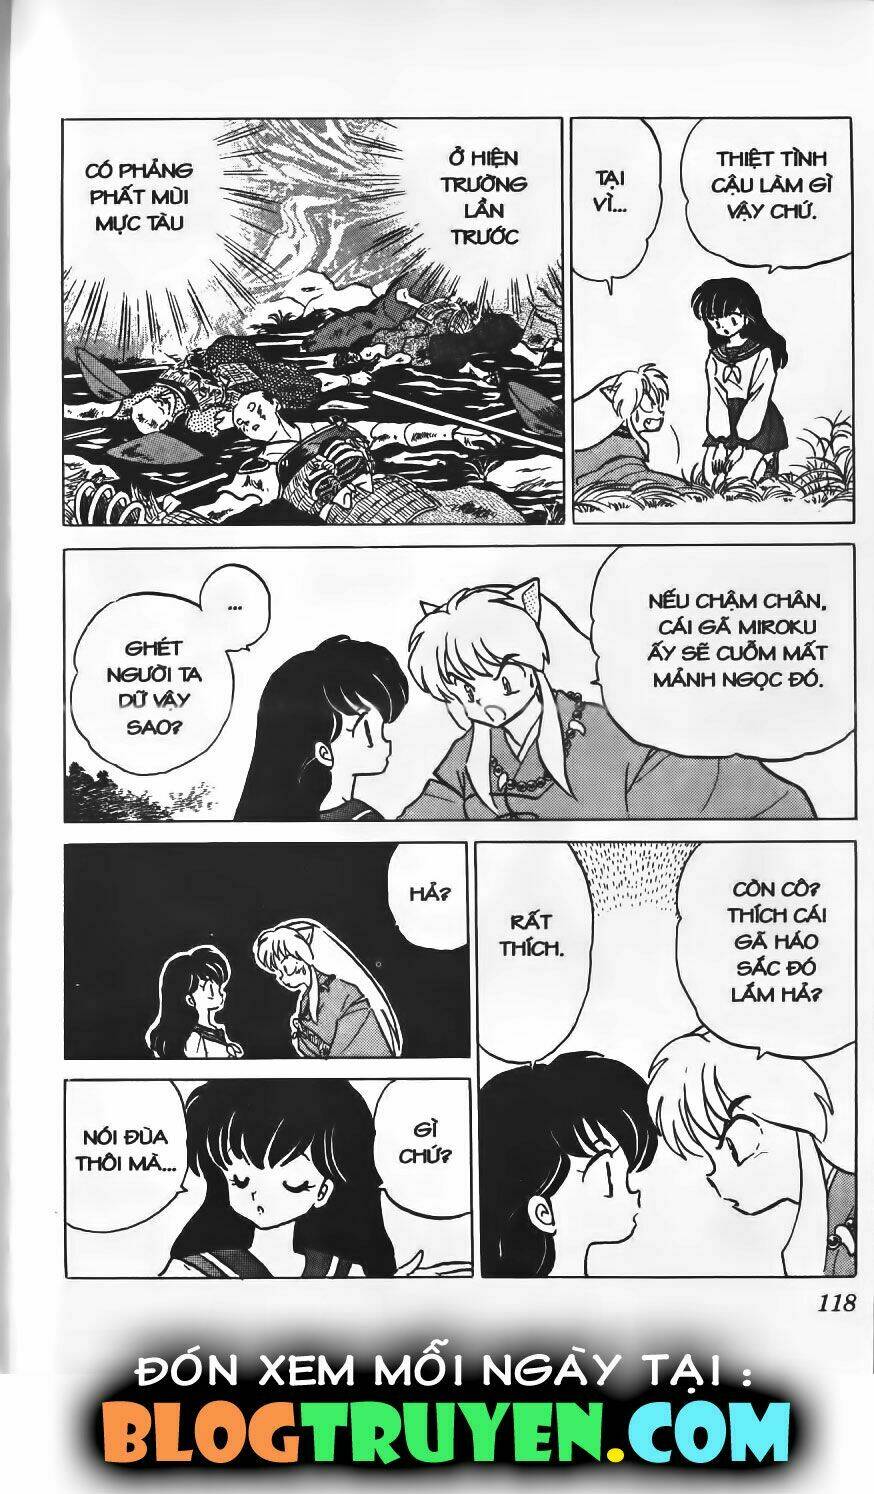 THIỆT TÌNH
CẬU LÀM GÌ
VẬY CHỨ.
TẠI
VÌ...
Ở HIỆN
TRƯỜNG
LẦN
TRƯỚC
CÓ PHẢNG
PHẤT MÙI
MỰC TÀU
NẾU CHẬM CHÂN,
CÁI GÃ MIROKU
ẤY SẼ CUỖM MẤT
MẢNH NGỌC ĐÓ.
...
GHÉT
NGƯỜI TA
DỮ VẬY
SAO?
CÒN CÔ?
THÍCH CÁI
GÃ HÁO
SẮC ĐÓ
LẮM HẢ?
RẤT
THÍCH.
HẢ?
GÌ
CHỨ?
NÓI ĐÙA
THÔI MÀ...
118
ĐÓN XEM MỖI NGÀY TẠI :
BLOGTRUYEN.COM